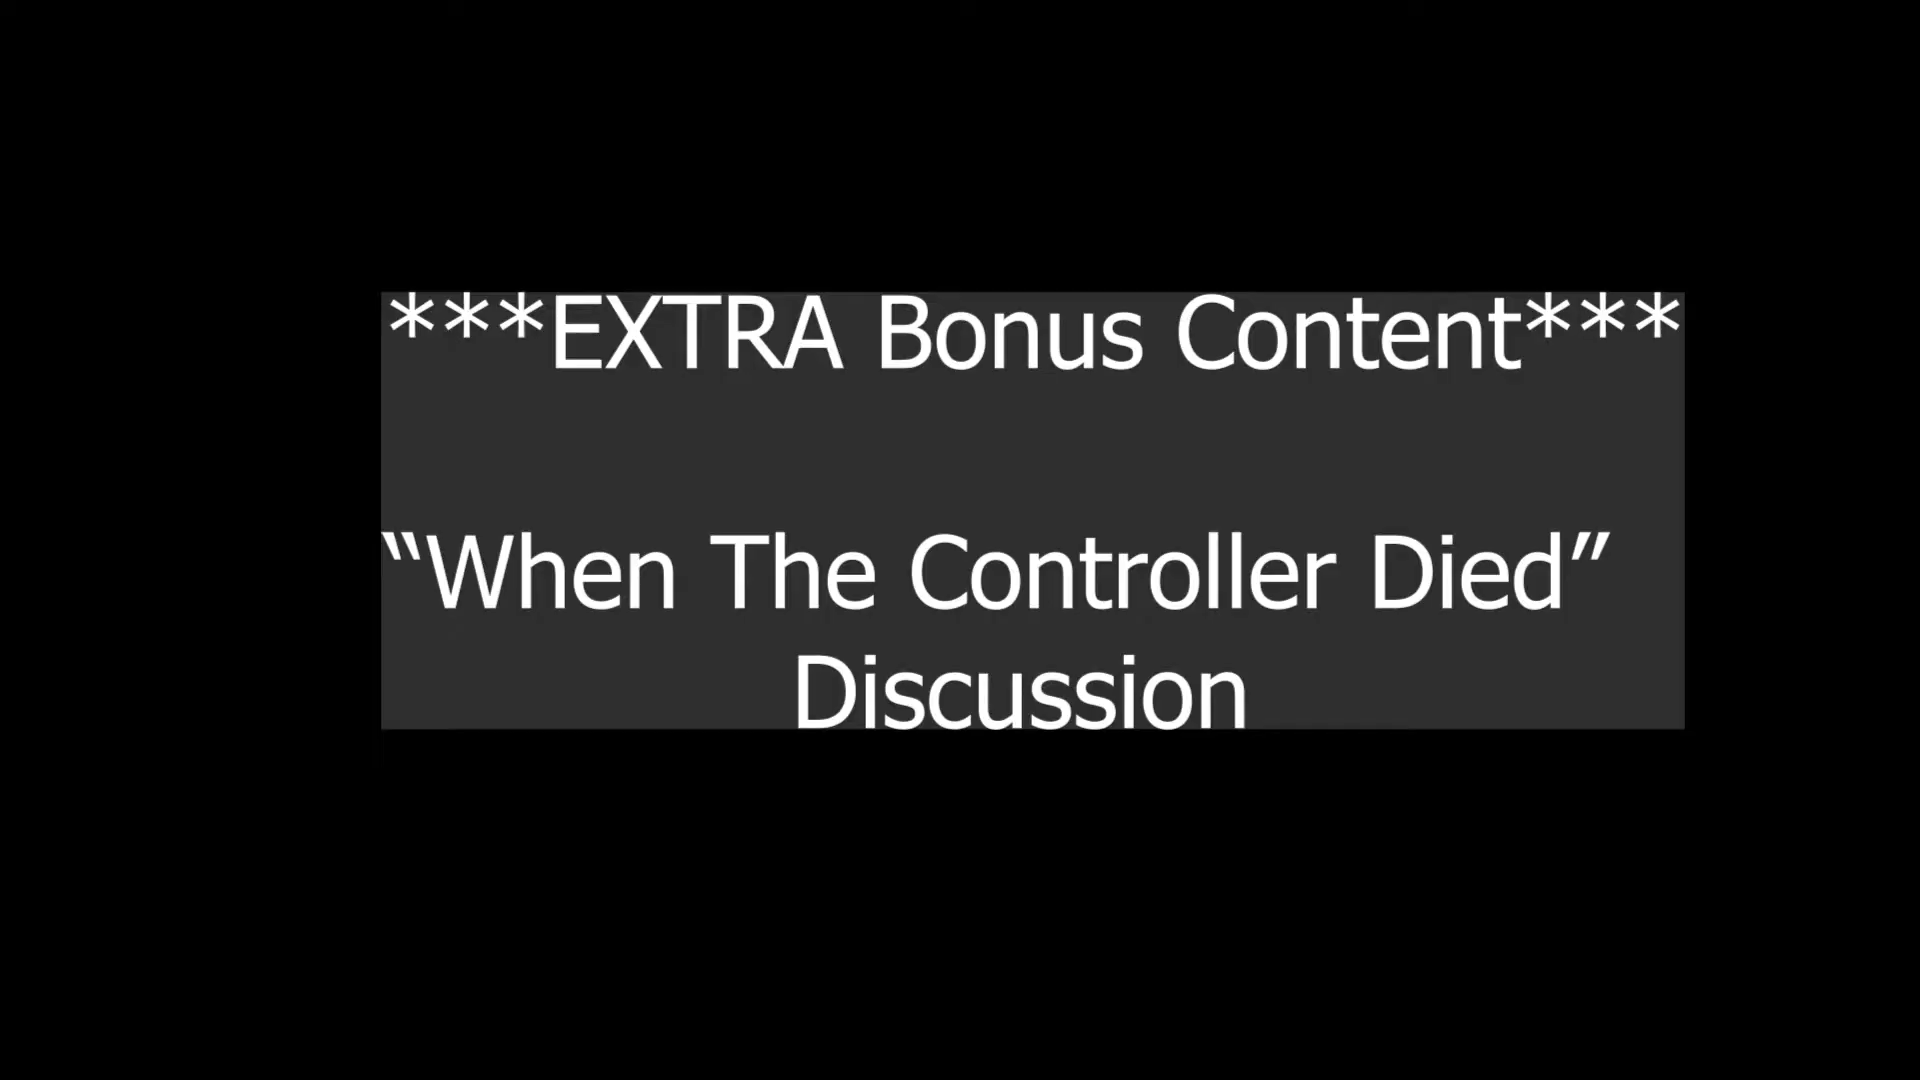 ***EXTRA Bonus Content***
“When The Controller Died”
Discussion